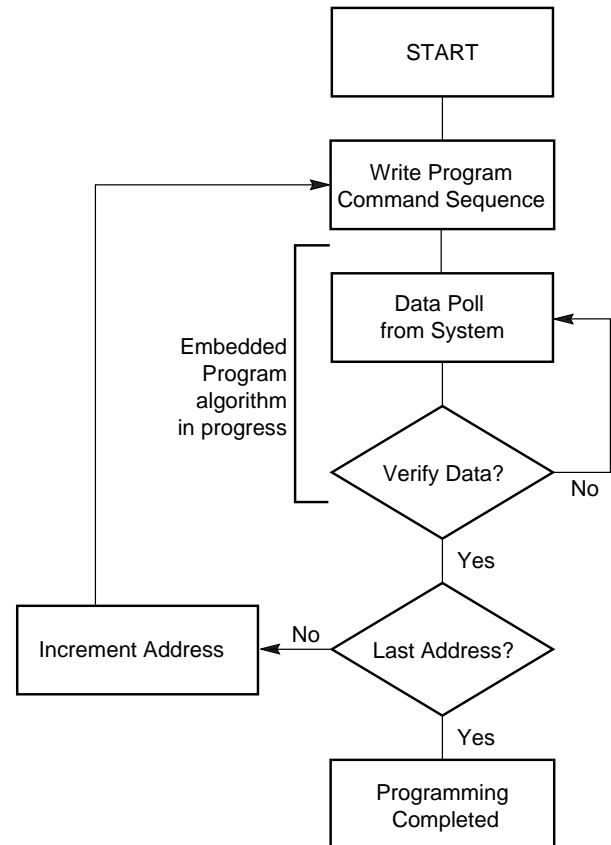 START
Write Program
Command Sequence
Data Poll
from System
Embedded
Program
algorithm
in progress
Verify Data?
No
Yes
Increment Address
No
Last Address?
Yes
Programming
Completed